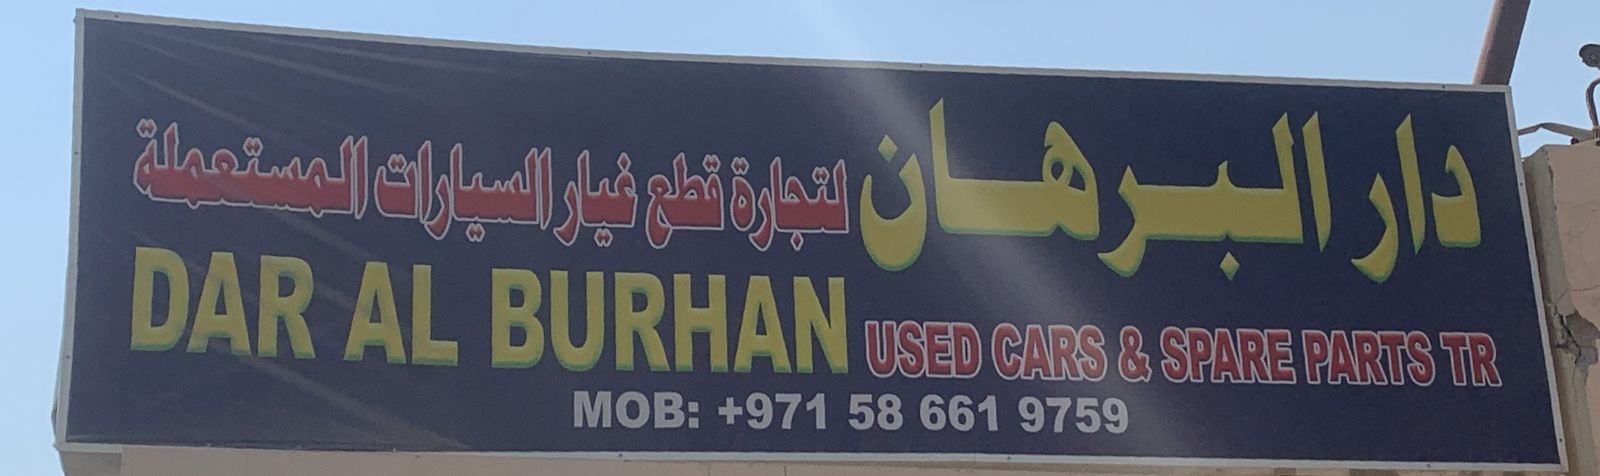 دار البرهان لتجارة قطع غيار السيارات المستعملة
DAR AL BURHAN USED CARS & SPARE PARTS TR
MOB: +971 58 661 9759